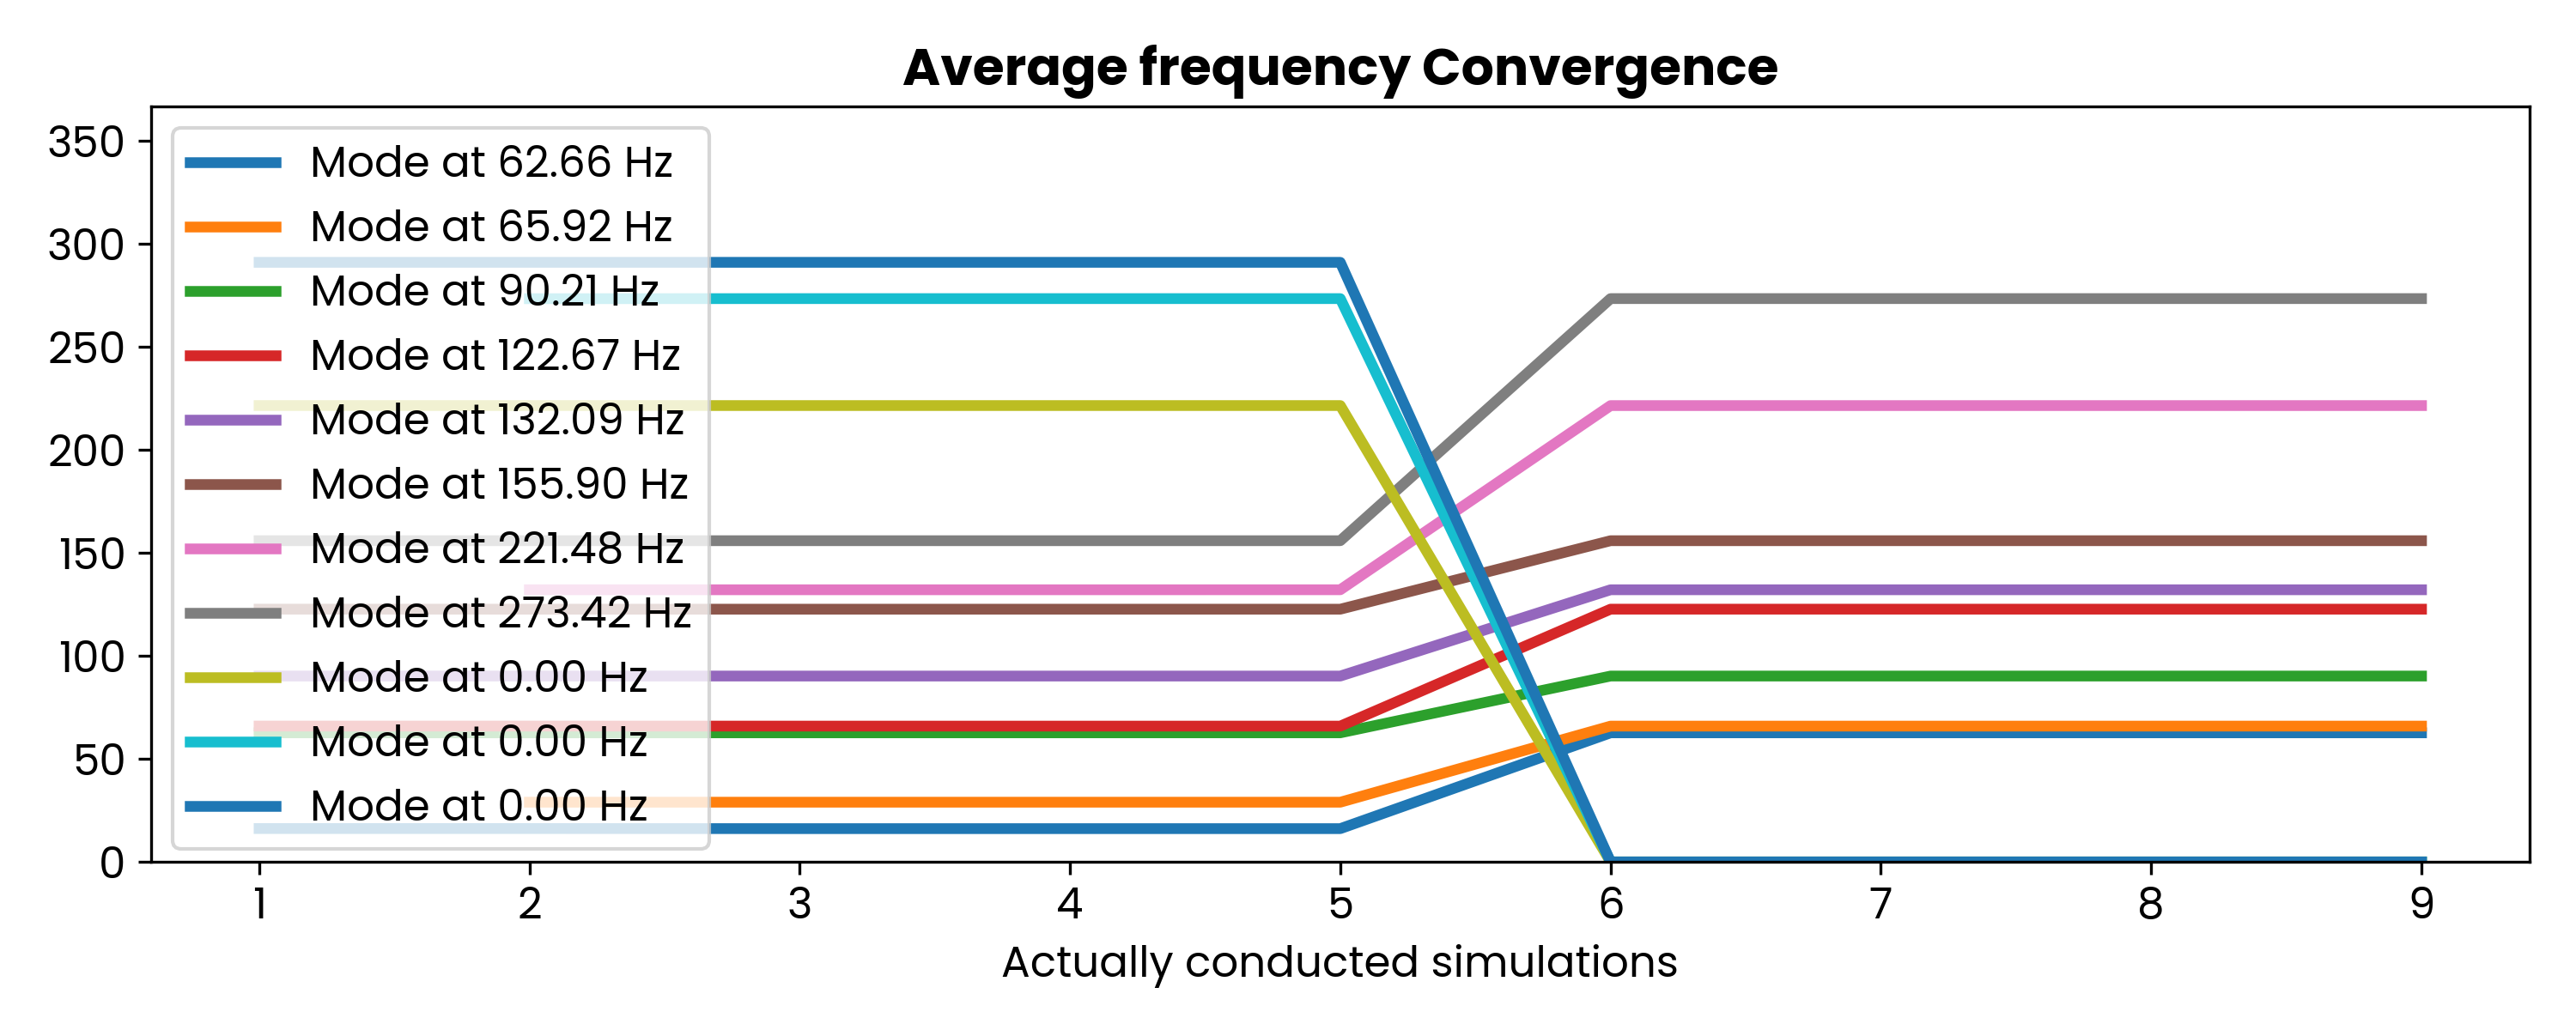 Average frequency Convergence
350
300
250
200
150
100
50
0
Mode at 62.66 Hz
Mode at 65.92 Hz
Mode at 90.21 Hz
Mode at 122.67 Hz
Mode at 132.09 Hz
Mode at 155.90 Hz
Mode at 221.48 Hz
Mode at 273.42 Hz
Mode at 0.00 Hz
Mode at 0.00 Hz
Mode at 0.00 Hz
1 2 3 4 5 6 7 8 9
Actually conducted simulations